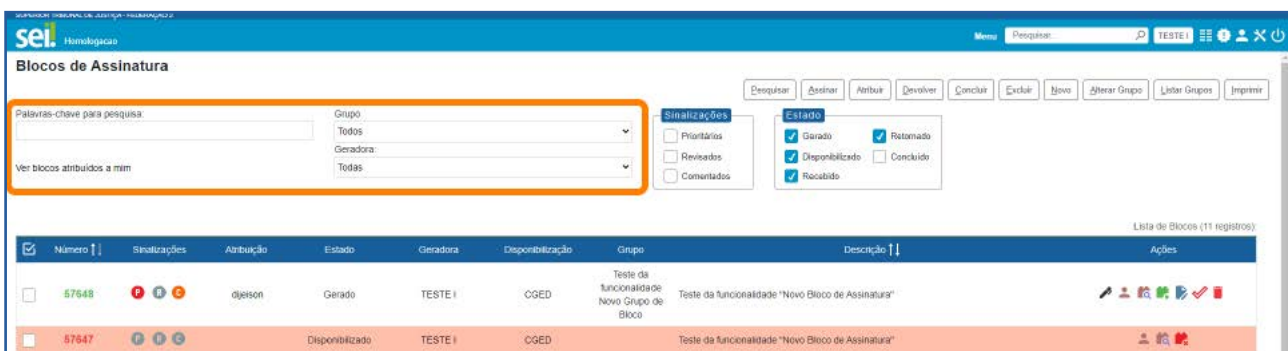 SUPERIOR TRIBUNAL DE JUSTIÇA - FEDERAÇÃO 2
sei! Homologacao Menu Pesquisar... TESTE I
Blocos de Assinatura
Pesquisar Assinar Atribuir Devolver Concluir Excluir Novo Alterar Grupo Listar Grupos Imprimir
Palavras-chave para pesquisa: Grupo Sinalizações Estado
Todos Prioritários Gerado Retornado
Geradora: Revisados Disponibilizado Concluído
Ver blocos atribuídos a mim Todas Comentados Recebido
Lista de Blocos (11 registros):
Número Sinalizações Atribuição Estado Geradora Disponibilização Grupo Descrição Ações
57648 P R C dijeison Gerado TESTE I CGED Teste da funcionalidade Novo Grupo de Bloco Teste da funcionalidade "Novo Bloco de Assinatura"
57647 P R C Disponibilizado TESTE I CGED Teste da funcionalidade "Novo Bloco de Assinatura"